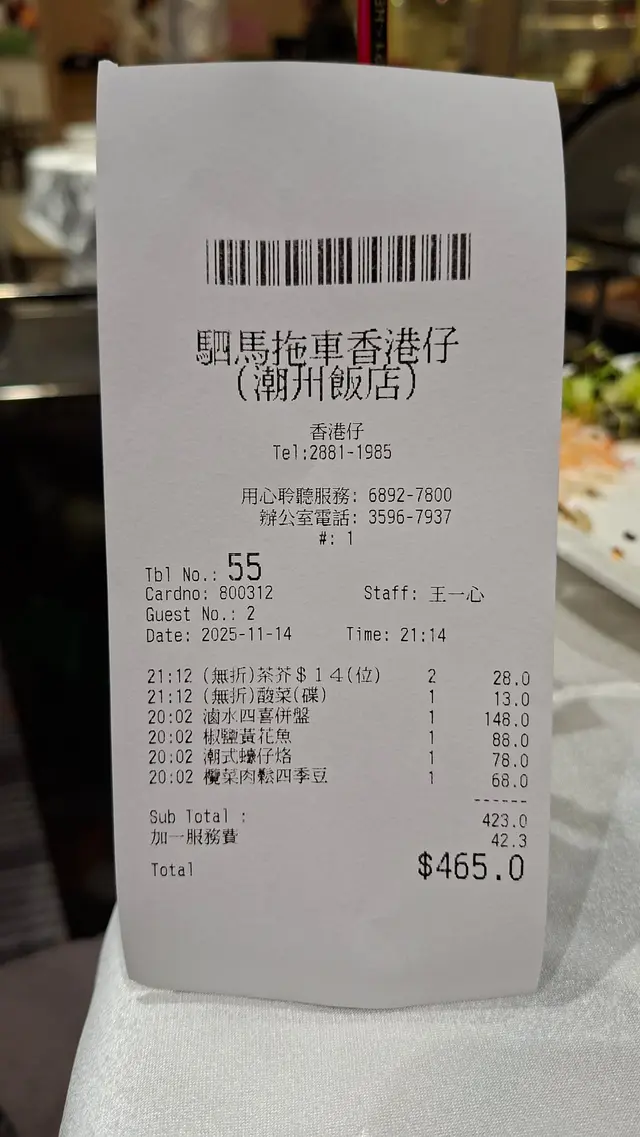 駟馬拖車香港仔
(潮州飯店)
香港仔
Tel:2881-1985
用心聆聽服務: 6892-7800
辦公室電話: 3596-7937
#: 1
Tbl No.: 55
Cardno: 800312 Staff: 王一心
Guest No.: 2
Date: 2025-11-14 Time: 21:14
21:12 (無折)茶芥$14(位) 2 28.0
21:12 (無折)酸菜(碟) 1 13.0
20:02 滷水四喜併盤 1 148.0
20:02 椒鹽黃花魚 1 88.0
20:02 潮式蠔仔烙 1 78.0
20:02 欖菜肉鬆四季豆 1 68.0
------
Sub Total : 423.0
加一服務費 42.3
Total $465.0